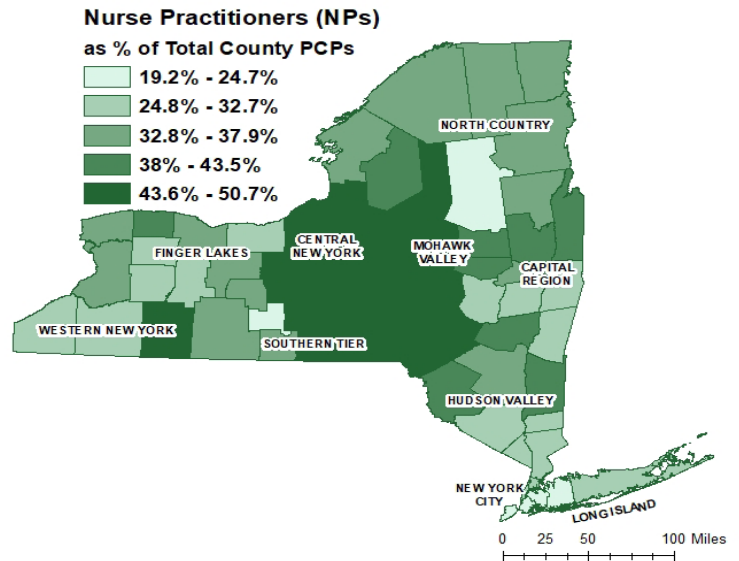 Nurse Practitioners (NPs)
as % of Total County PCPs
19.2% - 24.7%
24.8% - 32.7%
32.8% - 37.9%
38% - 43.5%
43.6% - 50.7%
NORTH COUNTRY
FINGER LAKES
CENTRAL
NEW YORK
MOHAWK
VALLEY
CAPITAL
REGION
WESTERN NEW YORK
SOUTHERN TIER
HUDSON VALLEY
NEW YORK
CITY
LONG ISLAND
0 25 50 100 Miles